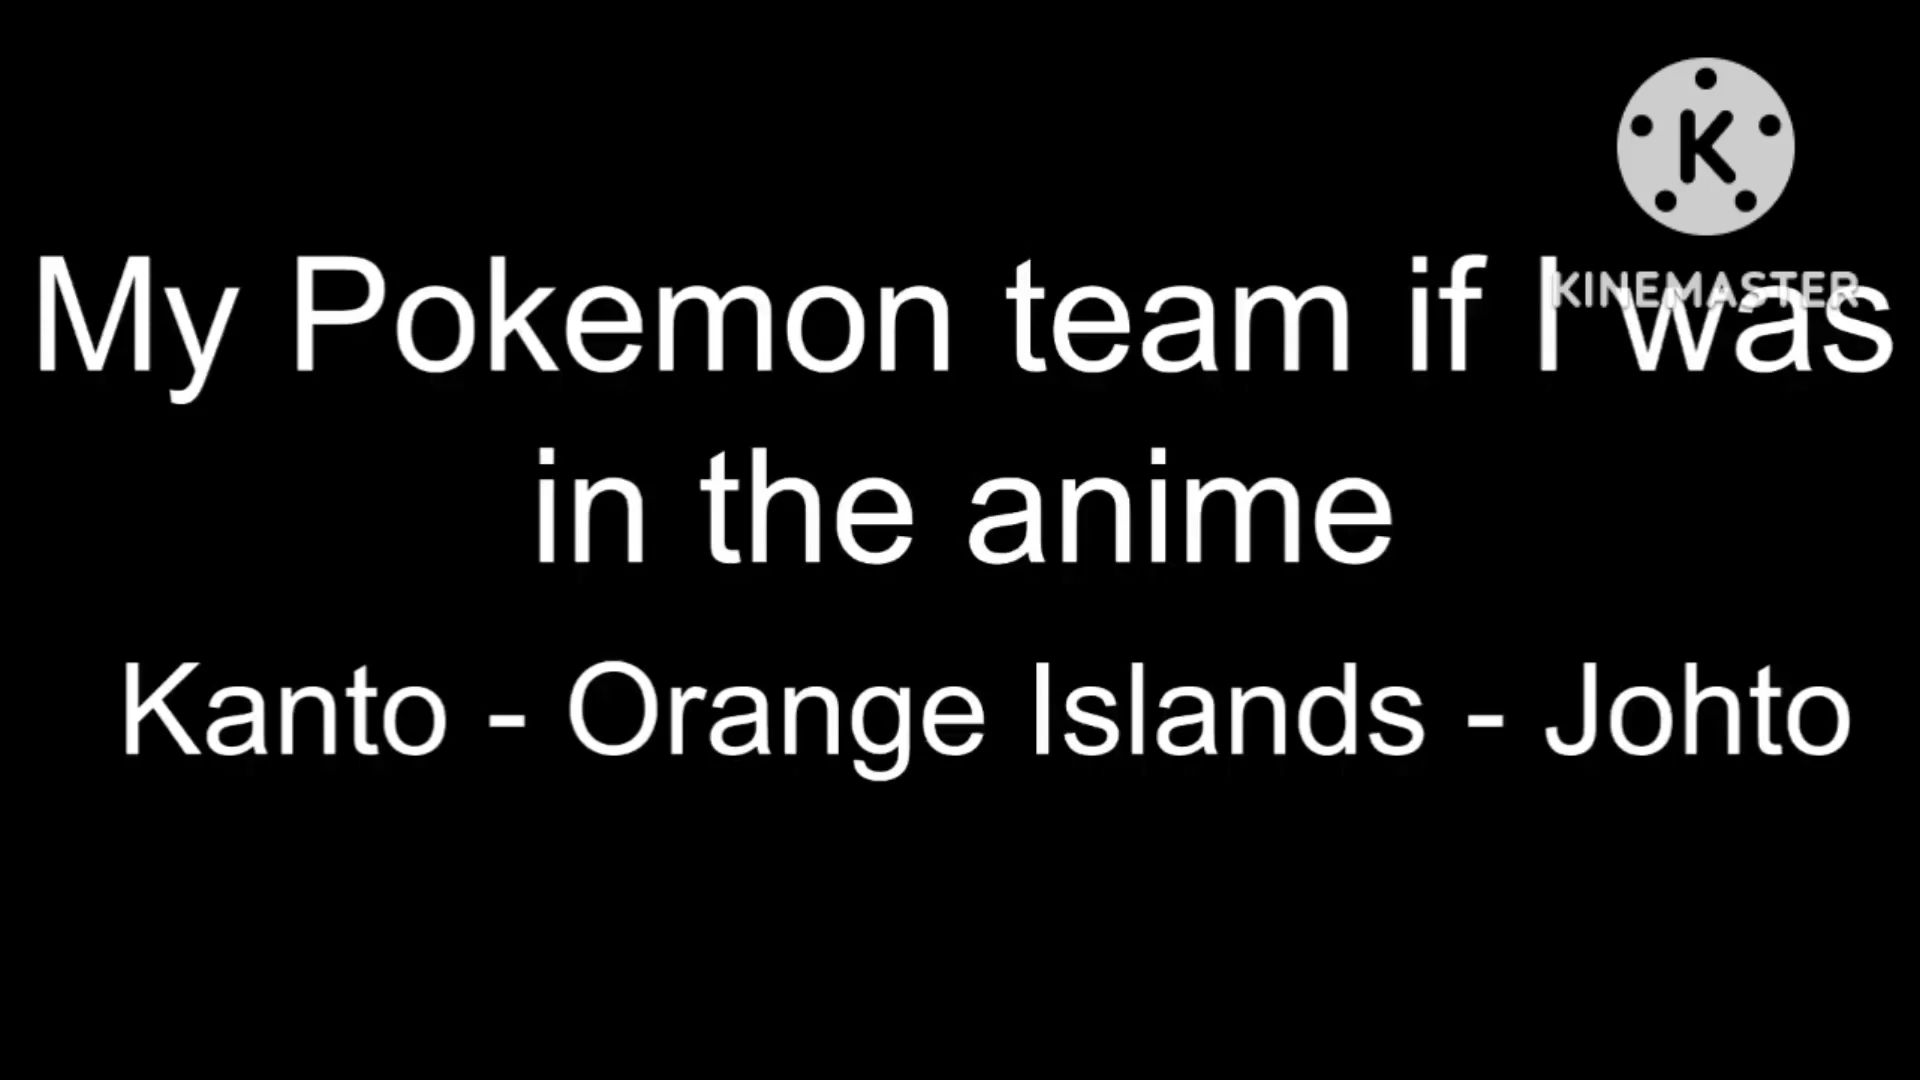 K
KINEMASTER
My Pokemon team if I was
in the anime
Kanto - Orange Islands - Johto